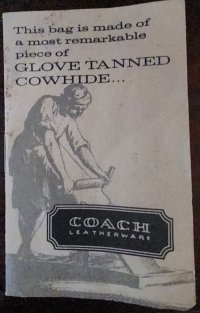 This bag is made of
a most remarkable
piece of
GLOVE TANNED
COWHIDE...
COACH
LEATHERWARE